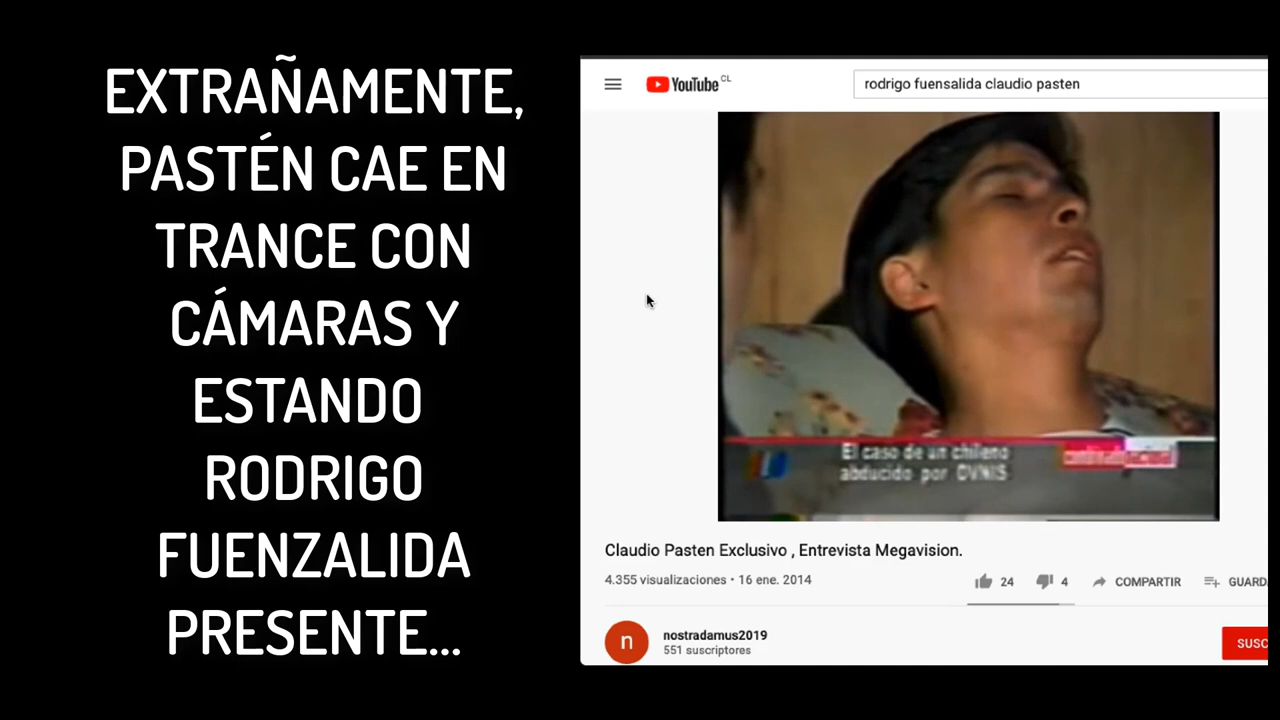 EXTRAÑAMENTE,
PASTÉN CAE EN
TRANCE CON
CÁMARAS Y
ESTANDO
RODRIGO
FUENZALIDA
PRESENTE...
YouTube CL
rodrigo fuensalida claudio pasten
El caso de un chileno
abducido por OVNIS
Claudio Pasten Exclusivo , Entrevista Megavision.
4.355 visualizaciones • 16 ene. 2014
24
4
COMPARTIR
GUARD
n
nostradamus2019
551 suscriptores
SUSC